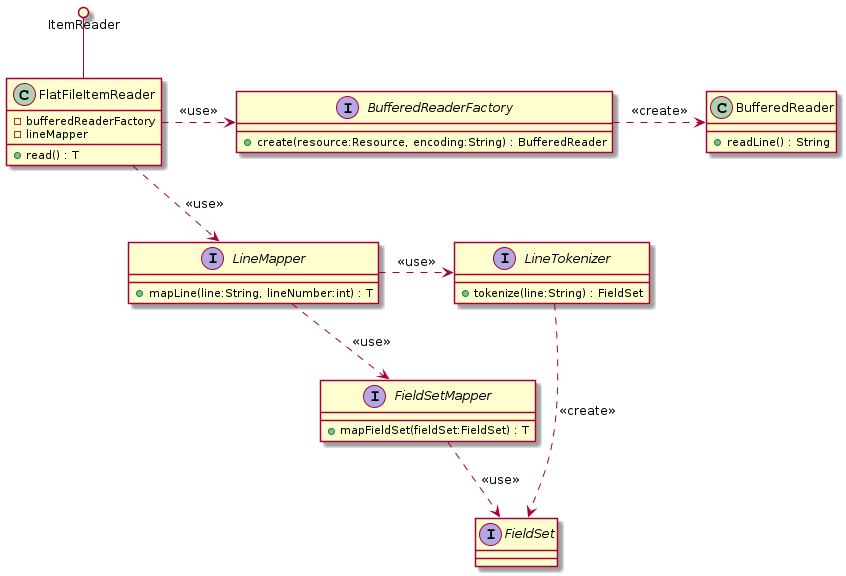 ItemReader
C FlatFileItemReader
bufferedReaderFactory
lineMapper
read() : T
«use»
I BufferedReaderFactory
create(resource:Resource, encoding:String) : BufferedReader
«create»
C BufferedReader
readLine() : String
«use»
I LineMapper
mapLine(line:String, lineNumber:int) : T
«use»
I LineTokenizer
tokenize(line:String) : FieldSet
«use»
I FieldSetMapper
mapFieldSet(fieldSet:FieldSet) : T
«create»
«use»
I FieldSet